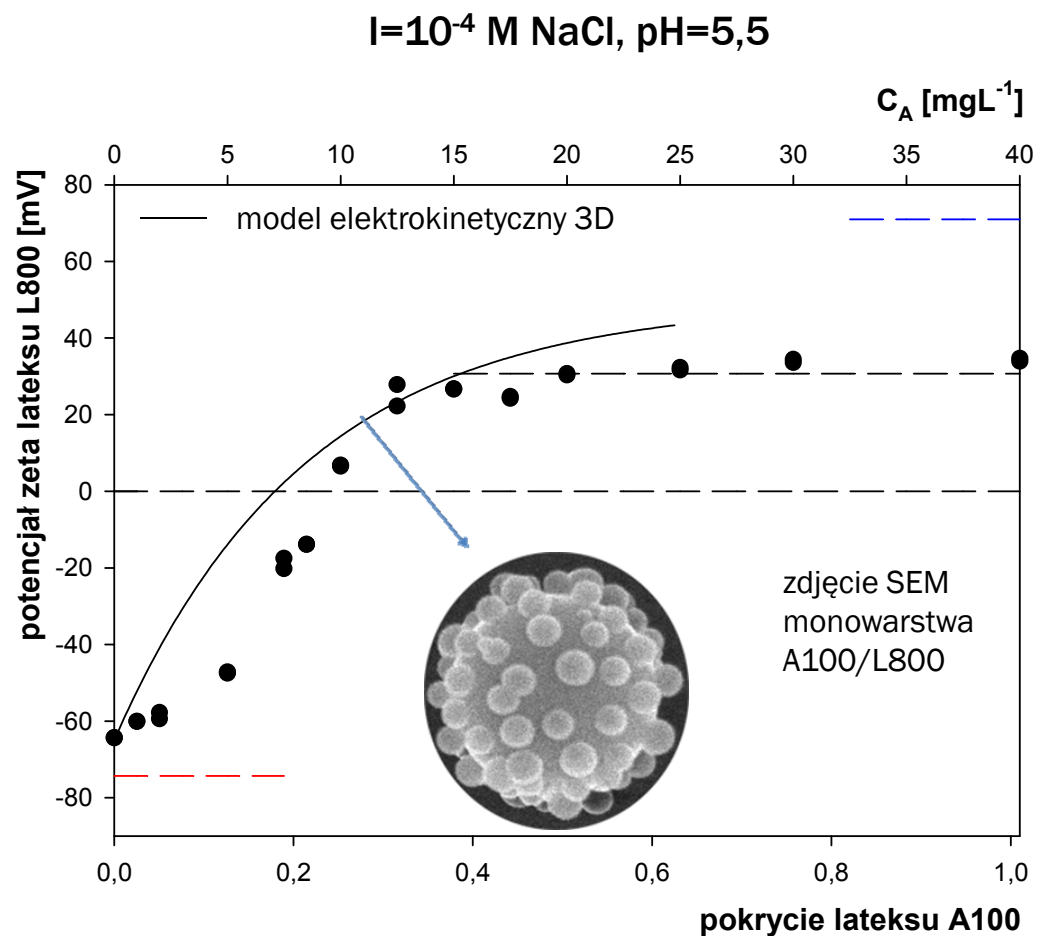 I=10⁻⁴ M NaCl, pH=5,5
C_A [mgL⁻¹]
0 5 10 15 20 25 30 35 40
potencjał zeta lateksu L800 [mV]
80
60
40
20
0
-20
-40
-60
-80
model elektrokinetyczny 3D
zdjęcie SEM
monowarstwa
A100/L800
0,0 0,2 0,4 0,6 0,8 1,0
pokrycie lateksu A100